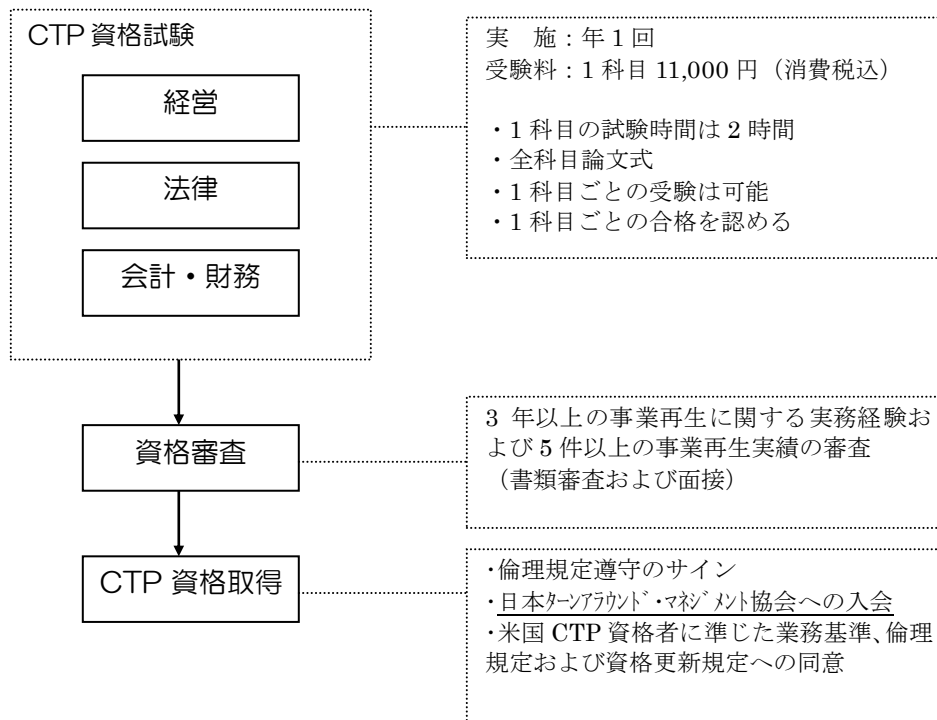 CTP 資格試験
経営
法律
会計・財務
実　施：年 1 回
受験料：1 科目 11,000 円（消費税込）
・1 科目の試験時間は 2 時間
・全科目論文式
・1 科目ごとの受験は可能
・1 科目ごとの合格を認める
資格審査
3 年以上の事業再生に関する実務経験お
よび 5 件以上の事業再生実績の審査
（書類審査および面接）
CTP 資格取得
・倫理規定遵守のサイン
・日本ﾀｰﾝｱﾗｳﾝﾄﾞ・ﾏﾈｼﾞﾒﾝﾄ協会への入会
・米国 CTP 資格者に準じた業務基準、倫理
規定および資格更新規定への同意